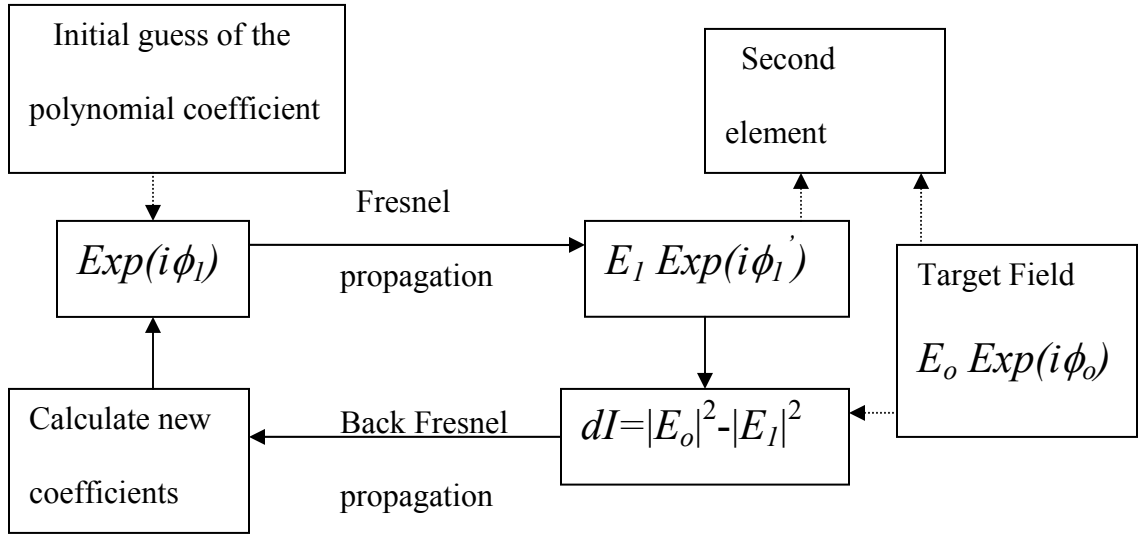 Initial guess of the
polynomial coefficient
Second
element
Fresnel
propagation
Exp(iϕ₁)
E₁ Exp(iϕ₁’)
Target Field
Eₒ Exp(iϕₒ)
Calculate new
coefficients
Back Fresnel
propagation
dI=|Eₒ|²-|E₁|²